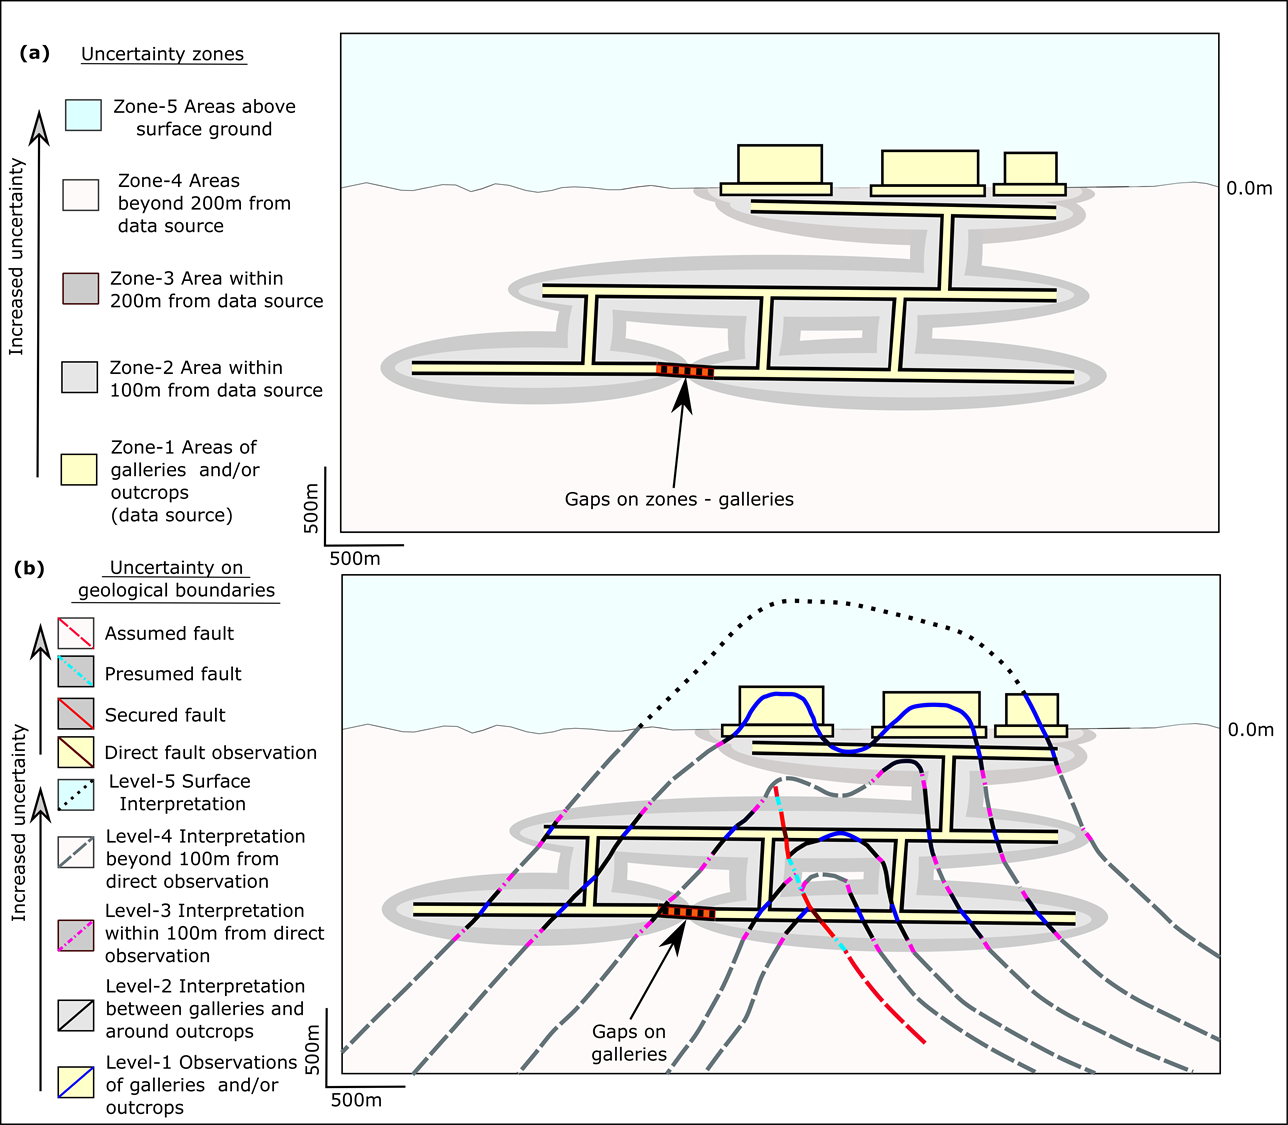 (a)
Uncertainty zones
Increased uncertainty
Zone-5 Areas above
surface ground
Zone-4 Areas
beyond 200m from
data source
Zone-3 Area within
200m from data source
Zone-2 Area within
100m from data source
Zone-1 Areas of
galleries and/or
outcrops
(data source)
0.0m
Gaps on zones - galleries
500m
500m
(b)
Uncertainty on
geological boundaries
Increased uncertainty
Assumed fault
Presumed fault
Secured fault
Direct fault observation
Level-5 Surface
Interpretation
Level-4 Interpretation
beyond 100m from
direct observation
Level-3 Interpretation
within 100m from direct
observation
Level-2 Interpretation
between galleries and
around outcrops
Level-1 Observations
of galleries and/or
outcrops
0.0m
Gaps on
galleries
500m
500m